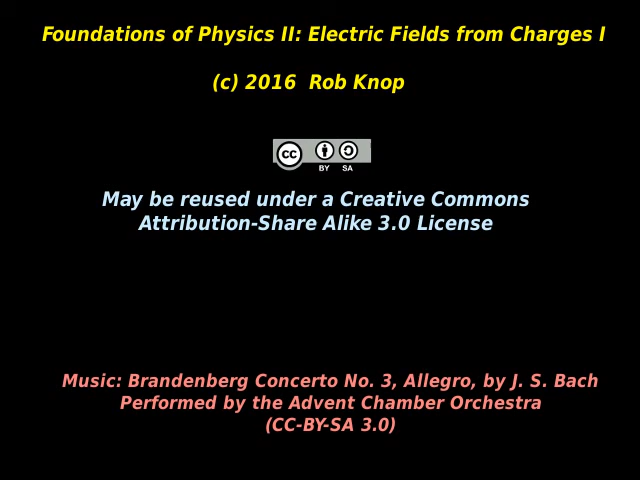 Foundations of Physics II: Electric Fields from Charges I
(c) 2016  Rob Knop
cc
BY SA
May be reused under a Creative Commons
Attribution-Share Alike 3.0 License
Music: Brandenberg Concerto No. 3, Allegro, by J. S. Bach
Performed by the Advent Chamber Orchestra
(CC-BY-SA 3.0)